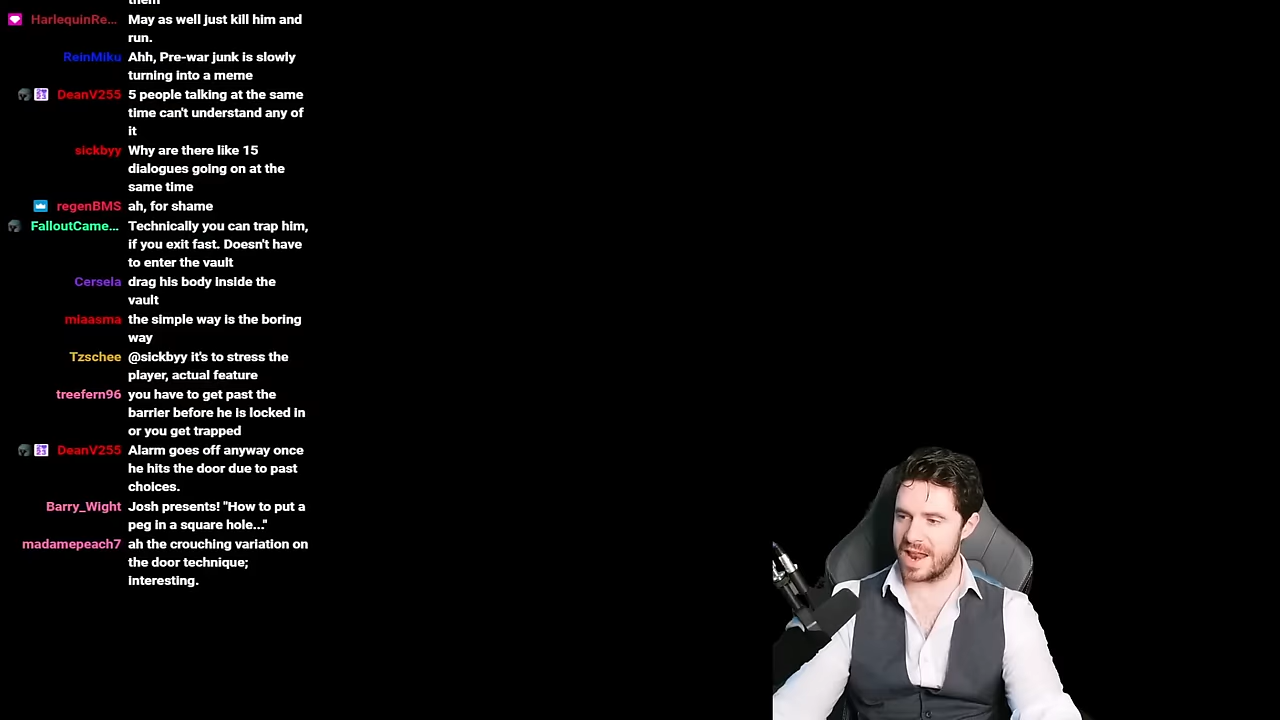 them
HarlequinRe... May as well just kill him and
run.
ReinMiku Ahh, Pre-war junk is slowly
turning into a meme
DeanV255 5 people talking at the same
time can't understand any of
it
sickbyy Why are there like 15
dialogues going on at the
same time
regenBMS ah, for shame
FalloutCame... Technically you can trap him,
if you exit fast. Doesn't have
to enter the vault
Cersela drag his body inside the
vault
miaasma the simple way is the boring
way
Tzschee @sickbyy it's to stress the
player, actual feature
treefern96 you have to get past the
barrier before he is locked in
or you get trapped
DeanV255 Alarm goes off anyway once
he hits the door due to past
choices.
Barry_Wight Josh presents! "How to put a
peg in a square hole..."
madamepeach7 ah the crouching variation on
the door technique;
interesting.